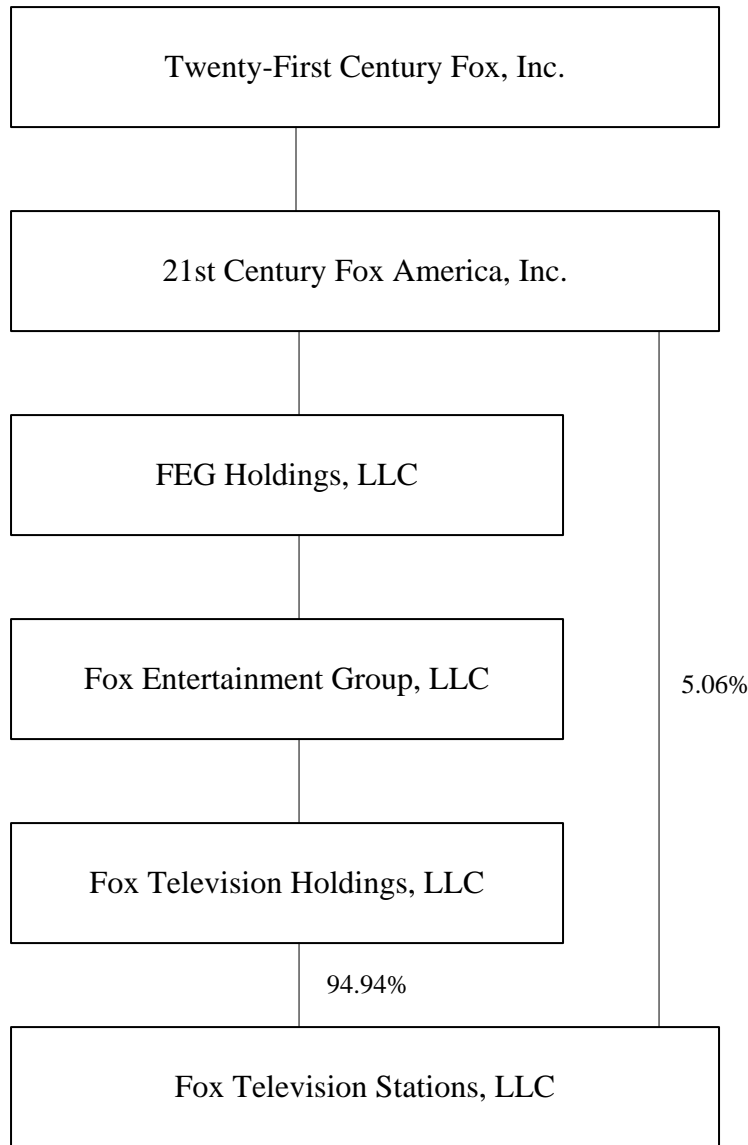 Twenty-First Century Fox, Inc.
21st Century Fox America, Inc.
FEG Holdings, LLC
Fox Entertainment Group, LLC
5.06%
Fox Television Holdings, LLC
94.94%
Fox Television Stations, LLC